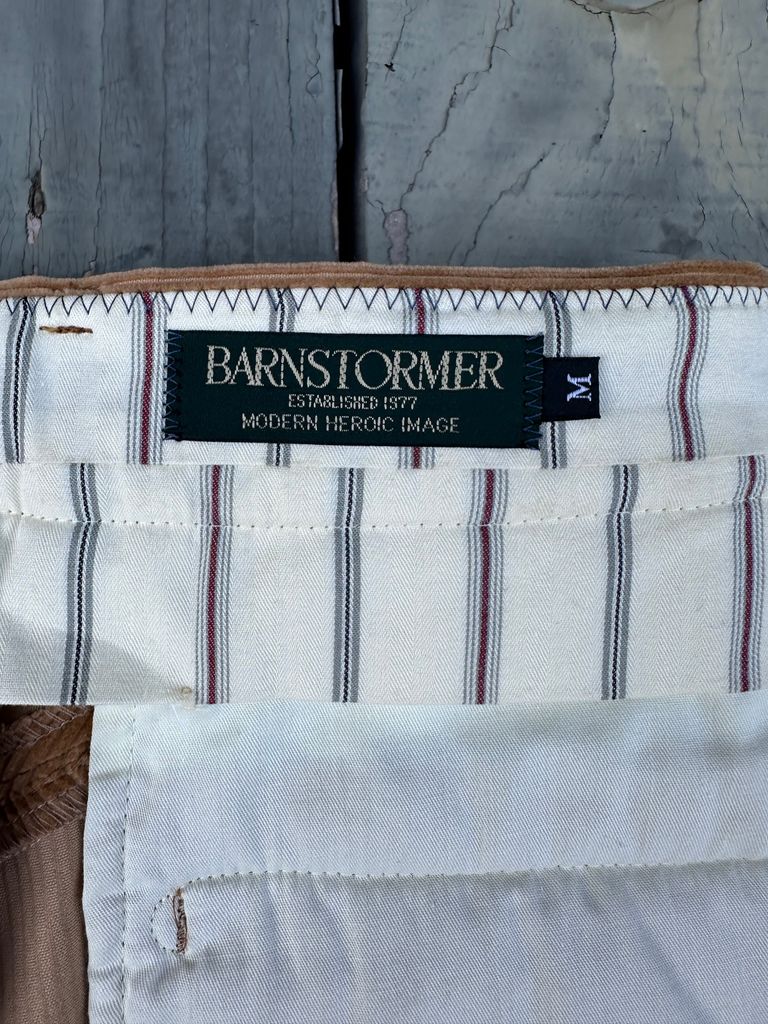 BARNSTORMER
ESTABLISHED 1977
MODERN HEROIC IMAGE
M